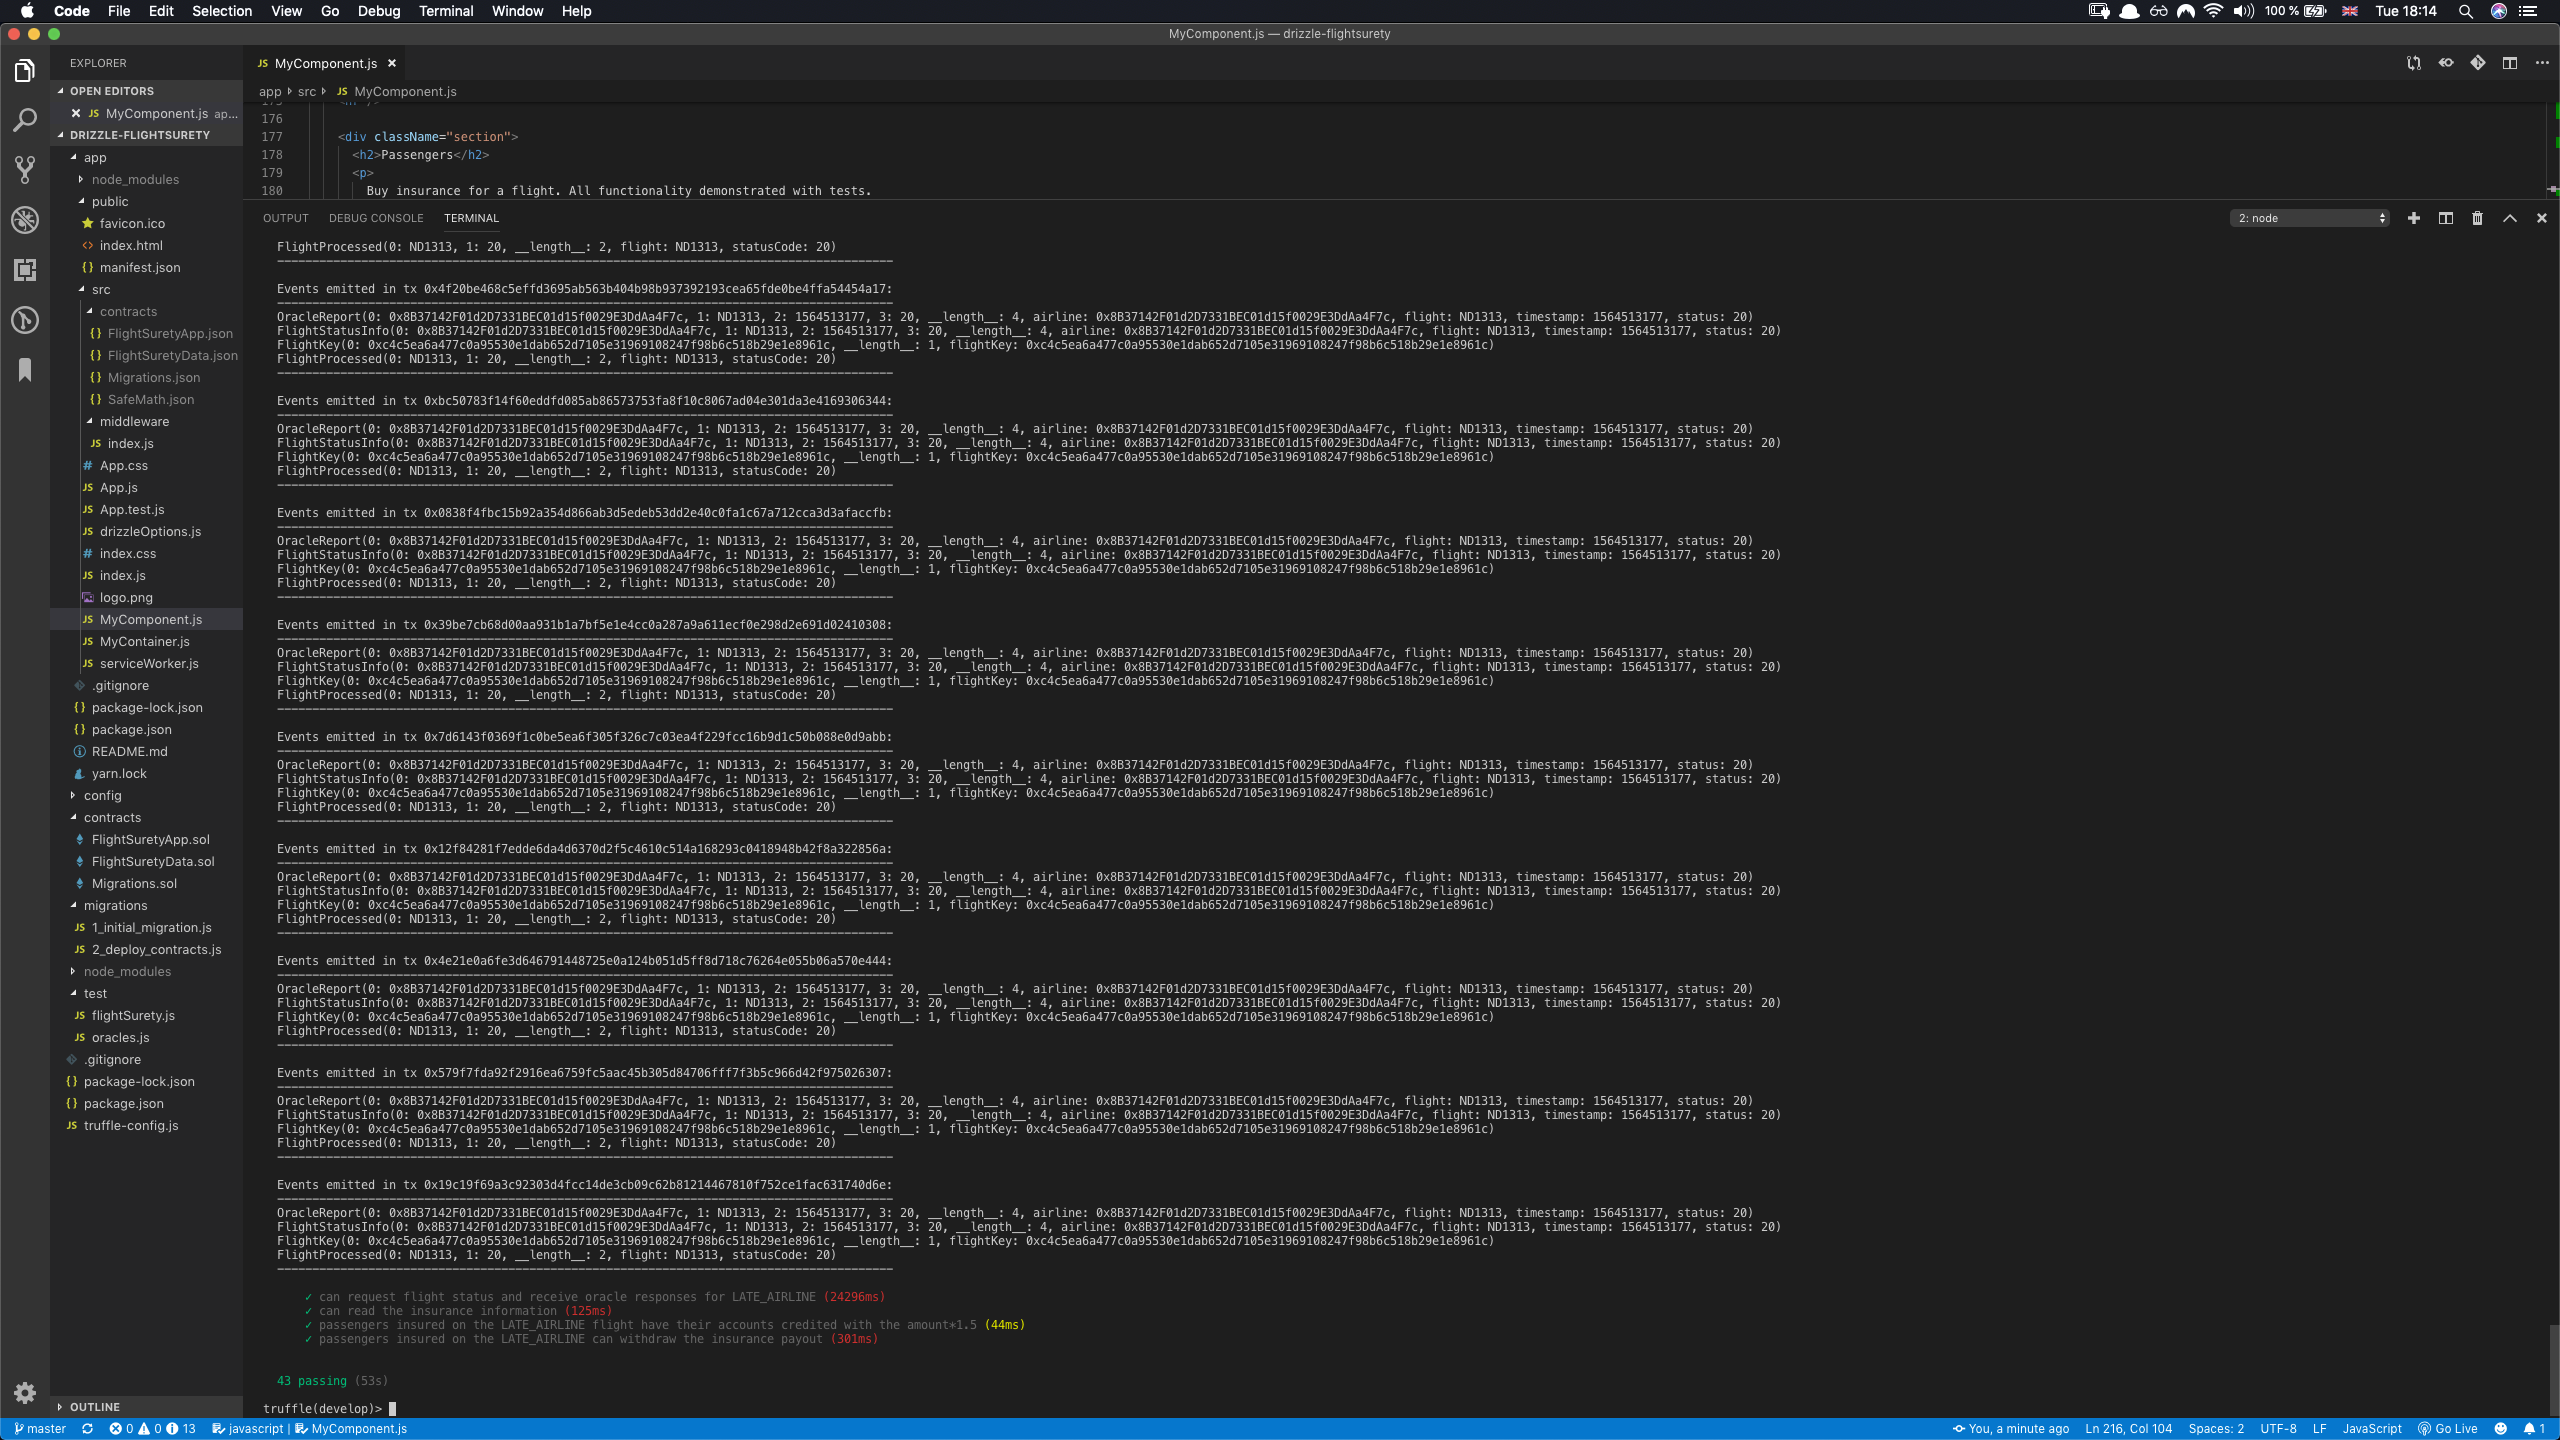 Code File Edit Selection View Go Debug Terminal Window Help 100 % Tue 18:14
MyComponent.js — drizzle-flightsurety
EXPLORER
OPEN EDITORS
JS MyComponent.js ap...
DRIZZLE-FLIGHTSURETY
app
node_modules
public
favicon.ico
<> index.html
{} manifest.json
src
contracts
{} FlightSuretyApp.json
{} FlightSuretyData.json
{} Migrations.json
{} SafeMath.json
middleware
JS index.js
# App.css
JS App.js
JS App.test.js
JS drizzleOptions.js
# index.css
JS index.js
logo.png
JS MyComponent.js
JS MyContainer.js
JS serviceWorker.js
.gitignore
{} package-lock.json
{} package.json
README.md
yarn.lock
config
contracts
FlightSuretyApp.sol
FlightSuretyData.sol
Migrations.sol
migrations
JS 1_initial_migration.js
JS 2_deploy_contracts.js
node_modules
test
JS flightSurety.js
JS oracles.js
.gitignore
{} package-lock.json
{} package.json
JS truffle-config.js
OUTLINE
JS MyComponent.js
app src JS MyComponent.js
176
177 <div className="section">
178 <h2>Passengers</h2>
179 <p>
180 Buy insurance for a flight. All functionality demonstrated with tests.
OUTPUT DEBUG CONSOLE TERMINAL 2: node
FlightProcessed(0: ND1313, 1: 20, __length__: 2, flight: ND1313, statusCode: 20)
Events emitted in tx 0x4f20be468c5effd3695ab563b404b98b937392193cea65fde0be4ffa54454a17:
OracleReport(0: 0x8B37142F01d2D7331BEC01d15f0029E3DdAa4F7c, 1: ND1313, 2: 1564513177, 3: 20, __length__: 4, airline: 0x8B37142F01d2D7331BEC01d15f0029E3DdAa4F7c, flight: ND1313, timestamp: 1564513177, status: 20)
FlightStatusInfo(0: 0x8B37142F01d2D7331BEC01d15f0029E3DdAa4F7c, 1: ND1313, 2: 1564513177, 3: 20, __length__: 4, airline: 0x8B37142F01d2D7331BEC01d15f0029E3DdAa4F7c, flight: ND1313, timestamp: 1564513177, status: 20)
FlightKey(0: 0xc4c5ea6a477c0a95530e1dab652d7105e31969108247f98b6c518b29e1e8961c, __length__: 1, flightKey: 0xc4c5ea6a477c0a95530e1dab652d7105e31969108247f98b6c518b29e1e8961c)
FlightProcessed(0: ND1313, 1: 20, __length__: 2, flight: ND1313, statusCode: 20)
Events emitted in tx 0xbc50783f14f60eddfd085ab86573753fa8f10c8067ad04e301da3e4169306344:
OracleReport(0: 0x8B37142F01d2D7331BEC01d15f0029E3DdAa4F7c, 1: ND1313, 2: 1564513177, 3: 20, __length__: 4, airline: 0x8B37142F01d2D7331BEC01d15f0029E3DdAa4F7c, flight: ND1313, timestamp: 1564513177, status: 20)
FlightStatusInfo(0: 0x8B37142F01d2D7331BEC01d15f0029E3DdAa4F7c, 1: ND1313, 2: 1564513177, 3: 20, __length__: 4, airline: 0x8B37142F01d2D7331BEC01d15f0029E3DdAa4F7c, flight: ND1313, timestamp: 1564513177, status: 20)
FlightKey(0: 0xc4c5ea6a477c0a95530e1dab652d7105e31969108247f98b6c518b29e1e8961c, __length__: 1, flightKey: 0xc4c5ea6a477c0a95530e1dab652d7105e31969108247f98b6c518b29e1e8961c)
FlightProcessed(0: ND1313, 1: 20, __length__: 2, flight: ND1313, statusCode: 20)
Events emitted in tx 0x0838f4fbc15b92a354d866ab3d5edeb53dd2e40c0fa1c67a712cca3d3afaccfb:
OracleReport(0: 0x8B37142F01d2D7331BEC01d15f0029E3DdAa4F7c, 1: ND1313, 2: 1564513177, 3: 20, __length__: 4, airline: 0x8B37142F01d2D7331BEC01d15f0029E3DdAa4F7c, flight: ND1313, timestamp: 1564513177, status: 20)
FlightStatusInfo(0: 0x8B37142F01d2D7331BEC01d15f0029E3DdAa4F7c, 1: ND1313, 2: 1564513177, 3: 20, __length__: 4, airline: 0x8B37142F01d2D7331BEC01d15f0029E3DdAa4F7c, flight: ND1313, timestamp: 1564513177, status: 20)
FlightKey(0: 0xc4c5ea6a477c0a95530e1dab652d7105e31969108247f98b6c518b29e1e8961c, __length__: 1, flightKey: 0xc4c5ea6a477c0a95530e1dab652d7105e31969108247f98b6c518b29e1e8961c)
FlightProcessed(0: ND1313, 1: 20, __length__: 2, flight: ND1313, statusCode: 20)
Events emitted in tx 0x39be7cb68d00aa931b1a7bf5e1e4cc0a287a9a611ecf0e298d2e691d02410308:
OracleReport(0: 0x8B37142F01d2D7331BEC01d15f0029E3DdAa4F7c, 1: ND1313, 2: 1564513177, 3: 20, __length__: 4, airline: 0x8B37142F01d2D7331BEC01d15f0029E3DdAa4F7c, flight: ND1313, timestamp: 1564513177, status: 20)
FlightStatusInfo(0: 0x8B37142F01d2D7331BEC01d15f0029E3DdAa4F7c, 1: ND1313, 2: 1564513177, 3: 20, __length__: 4, airline: 0x8B37142F01d2D7331BEC01d15f0029E3DdAa4F7c, flight: ND1313, timestamp: 1564513177, status: 20)
FlightKey(0: 0xc4c5ea6a477c0a95530e1dab652d7105e31969108247f98b6c518b29e1e8961c, __length__: 1, flightKey: 0xc4c5ea6a477c0a95530e1dab652d7105e31969108247f98b6c518b29e1e8961c)
FlightProcessed(0: ND1313, 1: 20, __length__: 2, flight: ND1313, statusCode: 20)
Events emitted in tx 0x7d6143f0369f1c0be5ea6f305f326c7c03ea4f229fcc16b9d1c50b088e0d9abb:
OracleReport(0: 0x8B37142F01d2D7331BEC01d15f0029E3DdAa4F7c, 1: ND1313, 2: 1564513177, 3: 20, __length__: 4, airline: 0x8B37142F01d2D7331BEC01d15f0029E3DdAa4F7c, flight: ND1313, timestamp: 1564513177, status: 20)
FlightStatusInfo(0: 0x8B37142F01d2D7331BEC01d15f0029E3DdAa4F7c, 1: ND1313, 2: 1564513177, 3: 20, __length__: 4, airline: 0x8B37142F01d2D7331BEC01d15f0029E3DdAa4F7c, flight: ND1313, timestamp: 1564513177, status: 20)
FlightKey(0: 0xc4c5ea6a477c0a95530e1dab652d7105e31969108247f98b6c518b29e1e8961c, __length__: 1, flightKey: 0xc4c5ea6a477c0a95530e1dab652d7105e31969108247f98b6c518b29e1e8961c)
FlightProcessed(0: ND1313, 1: 20, __length__: 2, flight: ND1313, statusCode: 20)
Events emitted in tx 0x12f84281f7edde6da4d6370d2f5c4610c514a168293c0418948b42f8a322856a:
OracleReport(0: 0x8B37142F01d2D7331BEC01d15f0029E3DdAa4F7c, 1: ND1313, 2: 1564513177, 3: 20, __length__: 4, airline: 0x8B37142F01d2D7331BEC01d15f0029E3DdAa4F7c, flight: ND1313, timestamp: 1564513177, status: 20)
FlightStatusInfo(0: 0x8B37142F01d2D7331BEC01d15f0029E3DdAa4F7c, 1: ND1313, 2: 1564513177, 3: 20, __length__: 4, airline: 0x8B37142F01d2D7331BEC01d15f0029E3DdAa4F7c, flight: ND1313, timestamp: 1564513177, status: 20)
FlightKey(0: 0xc4c5ea6a477c0a95530e1dab652d7105e31969108247f98b6c518b29e1e8961c, __length__: 1, flightKey: 0xc4c5ea6a477c0a95530e1dab652d7105e31969108247f98b6c518b29e1e8961c)
FlightProcessed(0: ND1313, 1: 20, __length__: 2, flight: ND1313, statusCode: 20)
Events emitted in tx 0x4e21e0a6fe3d646791448725e0a124b051d5ff8d718c76264e055b06a570e444:
OracleReport(0: 0x8B37142F01d2D7331BEC01d15f0029E3DdAa4F7c, 1: ND1313, 2: 1564513177, 3: 20, __length__: 4, airline: 0x8B37142F01d2D7331BEC01d15f0029E3DdAa4F7c, flight: ND1313, timestamp: 1564513177, status: 20)
FlightStatusInfo(0: 0x8B37142F01d2D7331BEC01d15f0029E3DdAa4F7c, 1: ND1313, 2: 1564513177, 3: 20, __length__: 4, airline: 0x8B37142F01d2D7331BEC01d15f0029E3DdAa4F7c, flight: ND1313, timestamp: 1564513177, status: 20)
FlightKey(0: 0xc4c5ea6a477c0a95530e1dab652d7105e31969108247f98b6c518b29e1e8961c, __length__: 1, flightKey: 0xc4c5ea6a477c0a95530e1dab652d7105e31969108247f98b6c518b29e1e8961c)
FlightProcessed(0: ND1313, 1: 20, __length__: 2, flight: ND1313, statusCode: 20)
Events emitted in tx 0x579f7fda92f2916ea6759fc5aac45b305d84706fff7f3b5c966d42f975026307:
OracleReport(0: 0x8B37142F01d2D7331BEC01d15f0029E3DdAa4F7c, 1: ND1313, 2: 1564513177, 3: 20, __length__: 4, airline: 0x8B37142F01d2D7331BEC01d15f0029E3DdAa4F7c, flight: ND1313, timestamp: 1564513177, status: 20)
FlightStatusInfo(0: 0x8B37142F01d2D7331BEC01d15f0029E3DdAa4F7c, 1: ND1313, 2: 1564513177, 3: 20, __length__: 4, airline: 0x8B37142F01d2D7331BEC01d15f0029E3DdAa4F7c, flight: ND1313, timestamp: 1564513177, status: 20)
FlightKey(0: 0xc4c5ea6a477c0a95530e1dab652d7105e31969108247f98b6c518b29e1e8961c, __length__: 1, flightKey: 0xc4c5ea6a477c0a95530e1dab652d7105e31969108247f98b6c518b29e1e8961c)
FlightProcessed(0: ND1313, 1: 20, __length__: 2, flight: ND1313, statusCode: 20)
Events emitted in tx 0x19c19f69a3c92303d4fcc14de3cb09c62b81214467810f752ce1fac631740d6e:
OracleReport(0: 0x8B37142F01d2D7331BEC01d15f0029E3DdAa4F7c, 1: ND1313, 2: 1564513177, 3: 20, __length__: 4, airline: 0x8B37142F01d2D7331BEC01d15f0029E3DdAa4F7c, flight: ND1313, timestamp: 1564513177, status: 20)
FlightStatusInfo(0: 0x8B37142F01d2D7331BEC01d15f0029E3DdAa4F7c, 1: ND1313, 2: 1564513177, 3: 20, __length__: 4, airline: 0x8B37142F01d2D7331BEC01d15f0029E3DdAa4F7c, flight: ND1313, timestamp: 1564513177, status: 20)
FlightKey(0: 0xc4c5ea6a477c0a95530e1dab652d7105e31969108247f98b6c518b29e1e8961c, __length__: 1, flightKey: 0xc4c5ea6a477c0a95530e1dab652d7105e31969108247f98b6c518b29e1e8961c)
FlightProcessed(0: ND1313, 1: 20, __length__: 2, flight: ND1313, statusCode: 20)
✓ can request flight status and receive oracle responses for LATE_AIRLINE (24296ms)
✓ can read the insurance information (125ms)
✓ passengers insured on the LATE_AIRLINE flight have their accounts credited with the amount*1.5 (44ms)
✓ passengers insured on the LATE_AIRLINE can withdraw the insurance payout (301ms)
43 passing (53s)
truffle(develop)>
master 0 0 13 javascript | MyComponent.js You, a minute ago Ln 216, Col 104 Spaces: 2 UTF-8 LF JavaScript Go Live 1